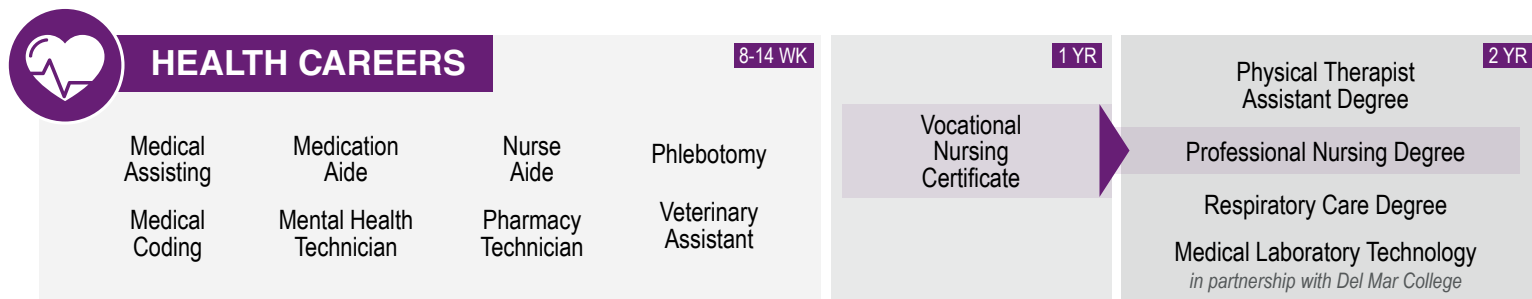 HEALTH CAREERS
8-14 WK
Medical
Assisting
Medication
Aide
Nurse
Aide
Phlebotomy
Medical
Coding
Mental Health
Technician
Pharmacy
Technician
Veterinary
Assistant
1 YR
Vocational
Nursing
Certificate
2 YR
Physical Therapist
Assistant Degree
Professional Nursing Degree
Respiratory Care Degree
Medical Laboratory Technology
in partnership with Del Mar College